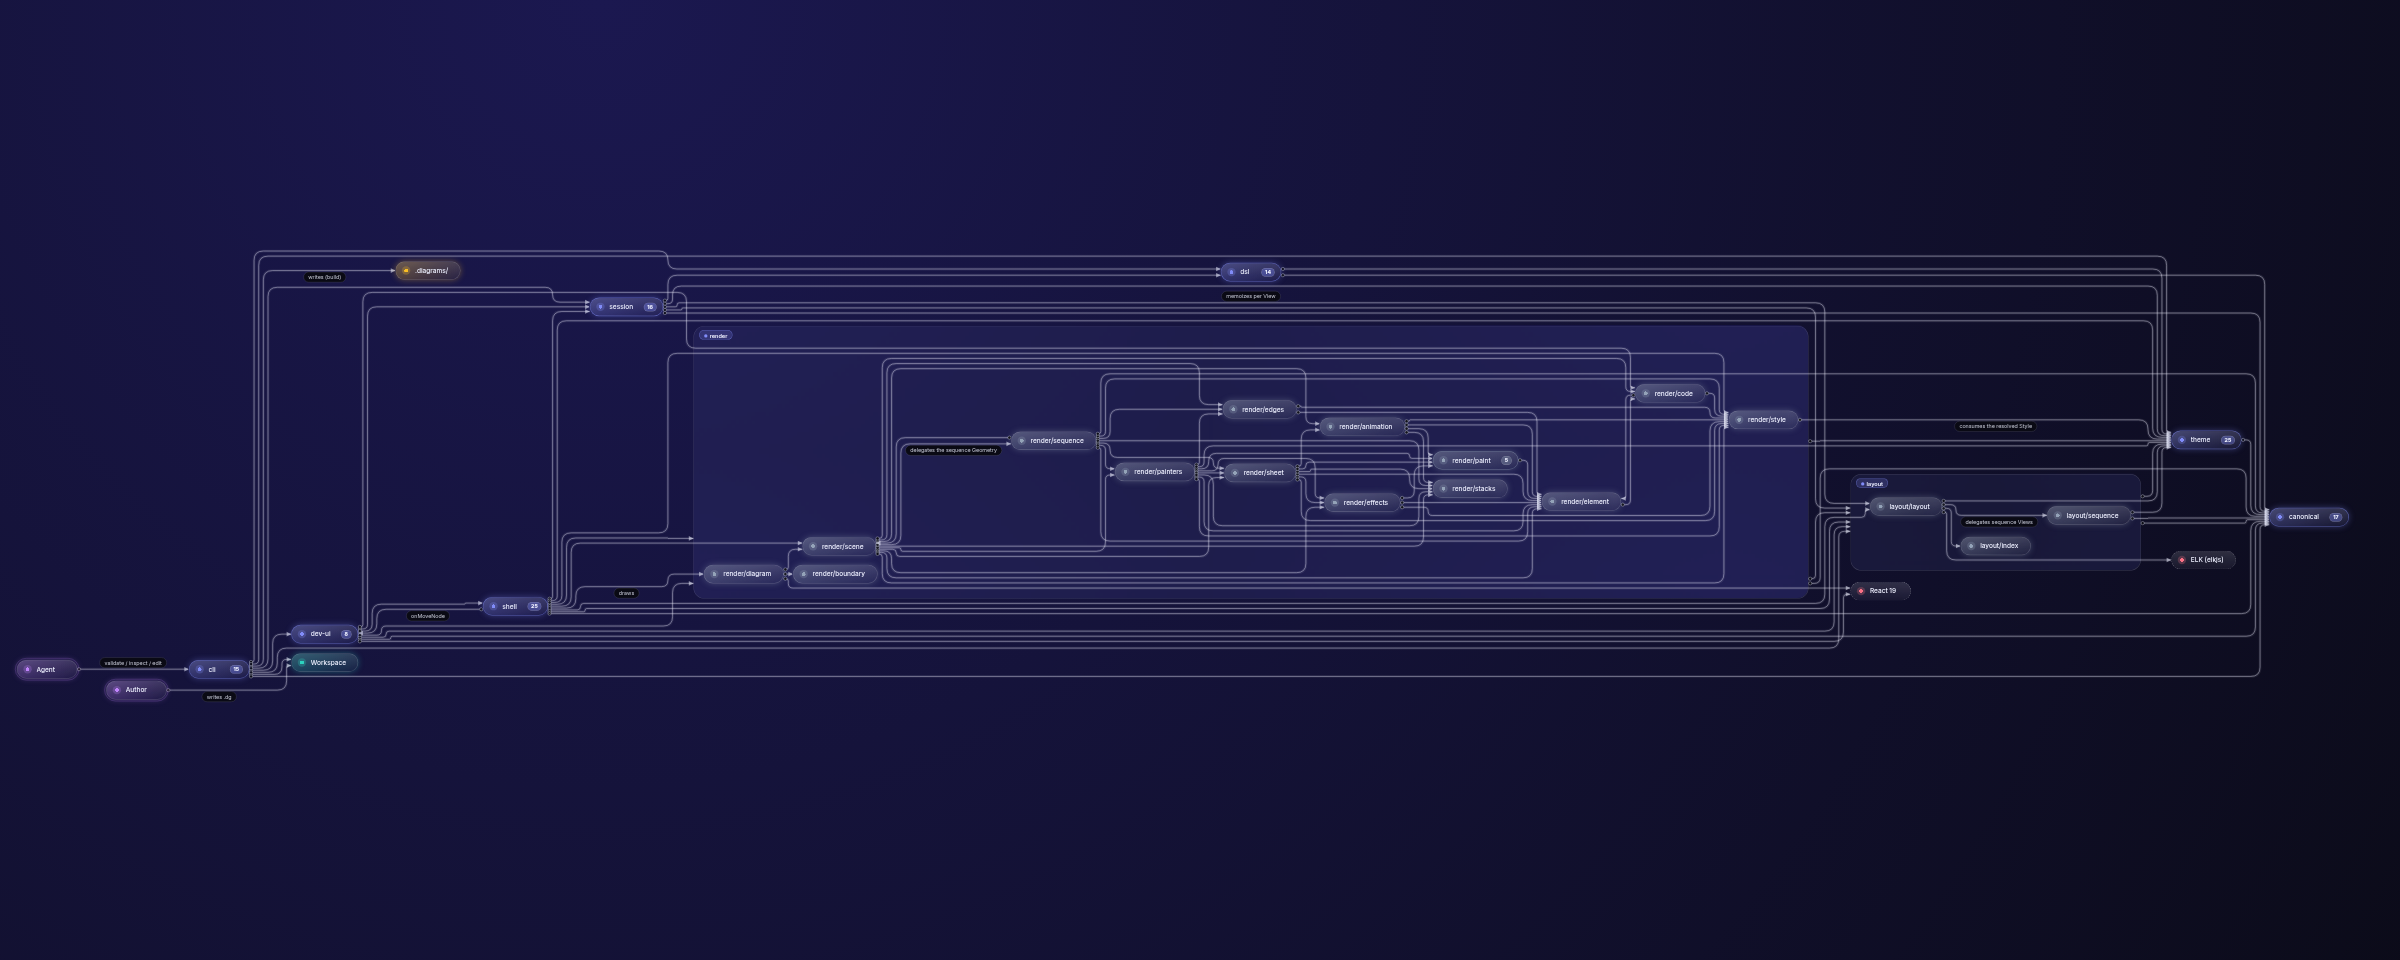 .diagrams/
writes (build)
dsl 14
memoizes per View
session 16
render
render/code
render/edges
render/style
render/animation
consumes the resolved Style
render/sequence
theme 25
delegates the sequence Geometry
render/paint 5
render/painters
render/sheet
layout
render/stacks
render/effects
render/element
layout/layout
layout/sequence
canonical 17
delegates sequence Views
render/scene
layout/index
ELK (elkjs)
render/diagram
render/boundary
draws
React 19
shell 25
onMoveNode
dev-ui 8
validate / inspect / edit
Workspace
Agent
cli 15
Author
writes .dg